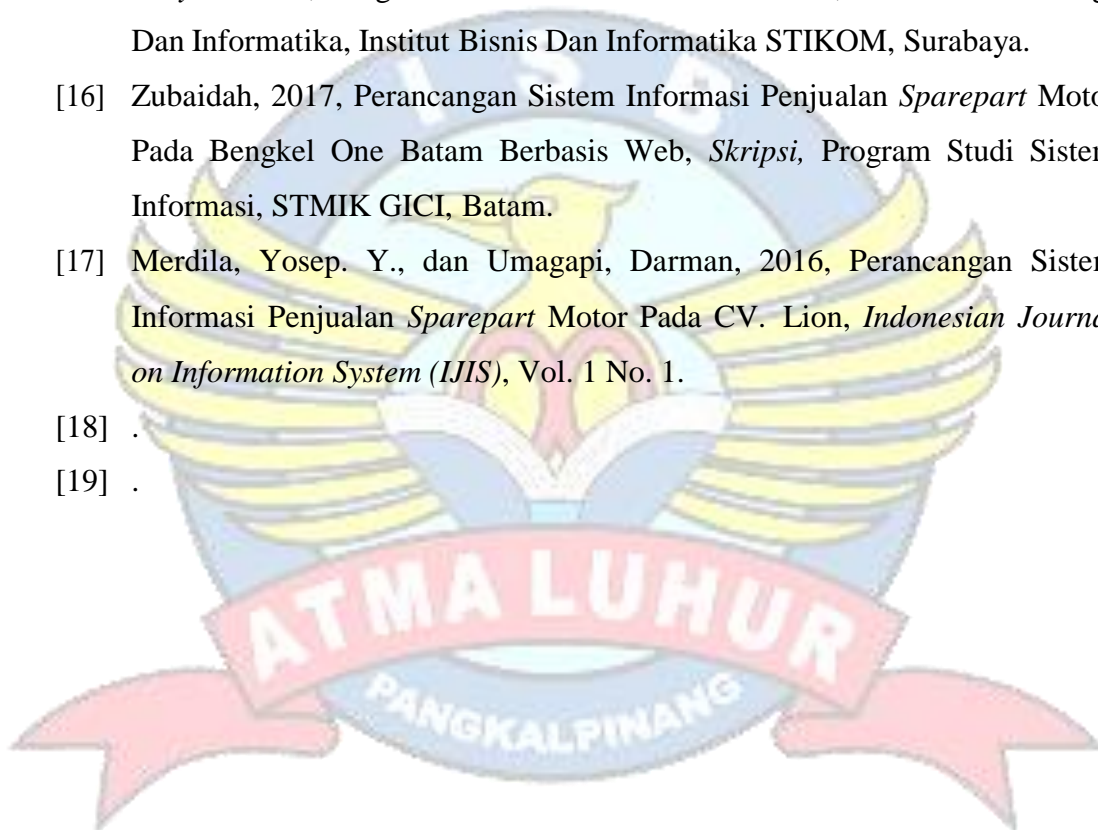 Dan Informatika, Institut Bisnis Dan Informatika STIKOM, Surabaya.
[16] Zubaidah, 2017, Perancangan Sistem Informasi Penjualan Sparepart Moto
Pada Bengkel One Batam Berbasis Web, Skripsi, Program Studi Sister
Informasi, STMIK GICI, Batam.
[17] Merdila, Yosep. Y., dan Umagapi, Darman, 2016, Perancangan Sister
Informasi Penjualan Sparepart Motor Pada CV. Lion, Indonesian Journa
on Information System (IJIS), Vol. 1 No. 1.
[18] .
[19] .
I S B
ATMA LUHUR
PANGKALPINANG